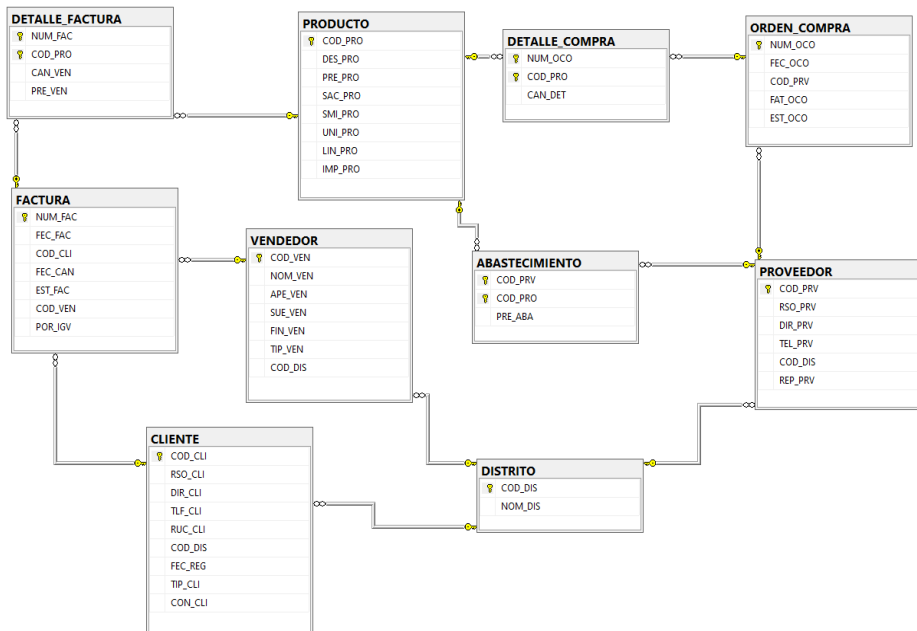 DETALLE_FACTURA
NUM_FAC
COD_PRO
CAN_VEN
PRE_VEN
PRODUCTO
COD_PRO
DES_PRO
PRE_PRO
SAC_PRO
SMI_PRO
UNI_PRO
LIN_PRO
IMP_PRO
DETALLE_COMPRA
NUM_OCO
COD_PRO
CAN_DET
ORDEN_COMPRA
NUM_OCO
FEC_OCO
COD_PRV
FAT_OCO
EST_OCO
FACTURA
NUM_FAC
FEC_FAC
COD_CLI
FEC_CAN
EST_FAC
COD_VEN
POR_IGV
VENDEDOR
COD_VEN
NOM_VEN
APE_VEN
SUE_VEN
FIN_VEN
TIP_VEN
COD_DIS
ABASTECIMIENTO
COD_PRV
COD_PRO
PRE_ABA
PROVEEDOR
COD_PRV
RSO_PRV
DIR_PRV
TEL_PRV
COD_DIS
REP_PRV
CLIENTE
COD_CLI
RSO_CLI
DIR_CLI
TLF_CLI
RUC_CLI
COD_DIS
FEC_REG
TIP_CLI
CON_CLI
DISTRITO
COD_DIS
NOM_DIS